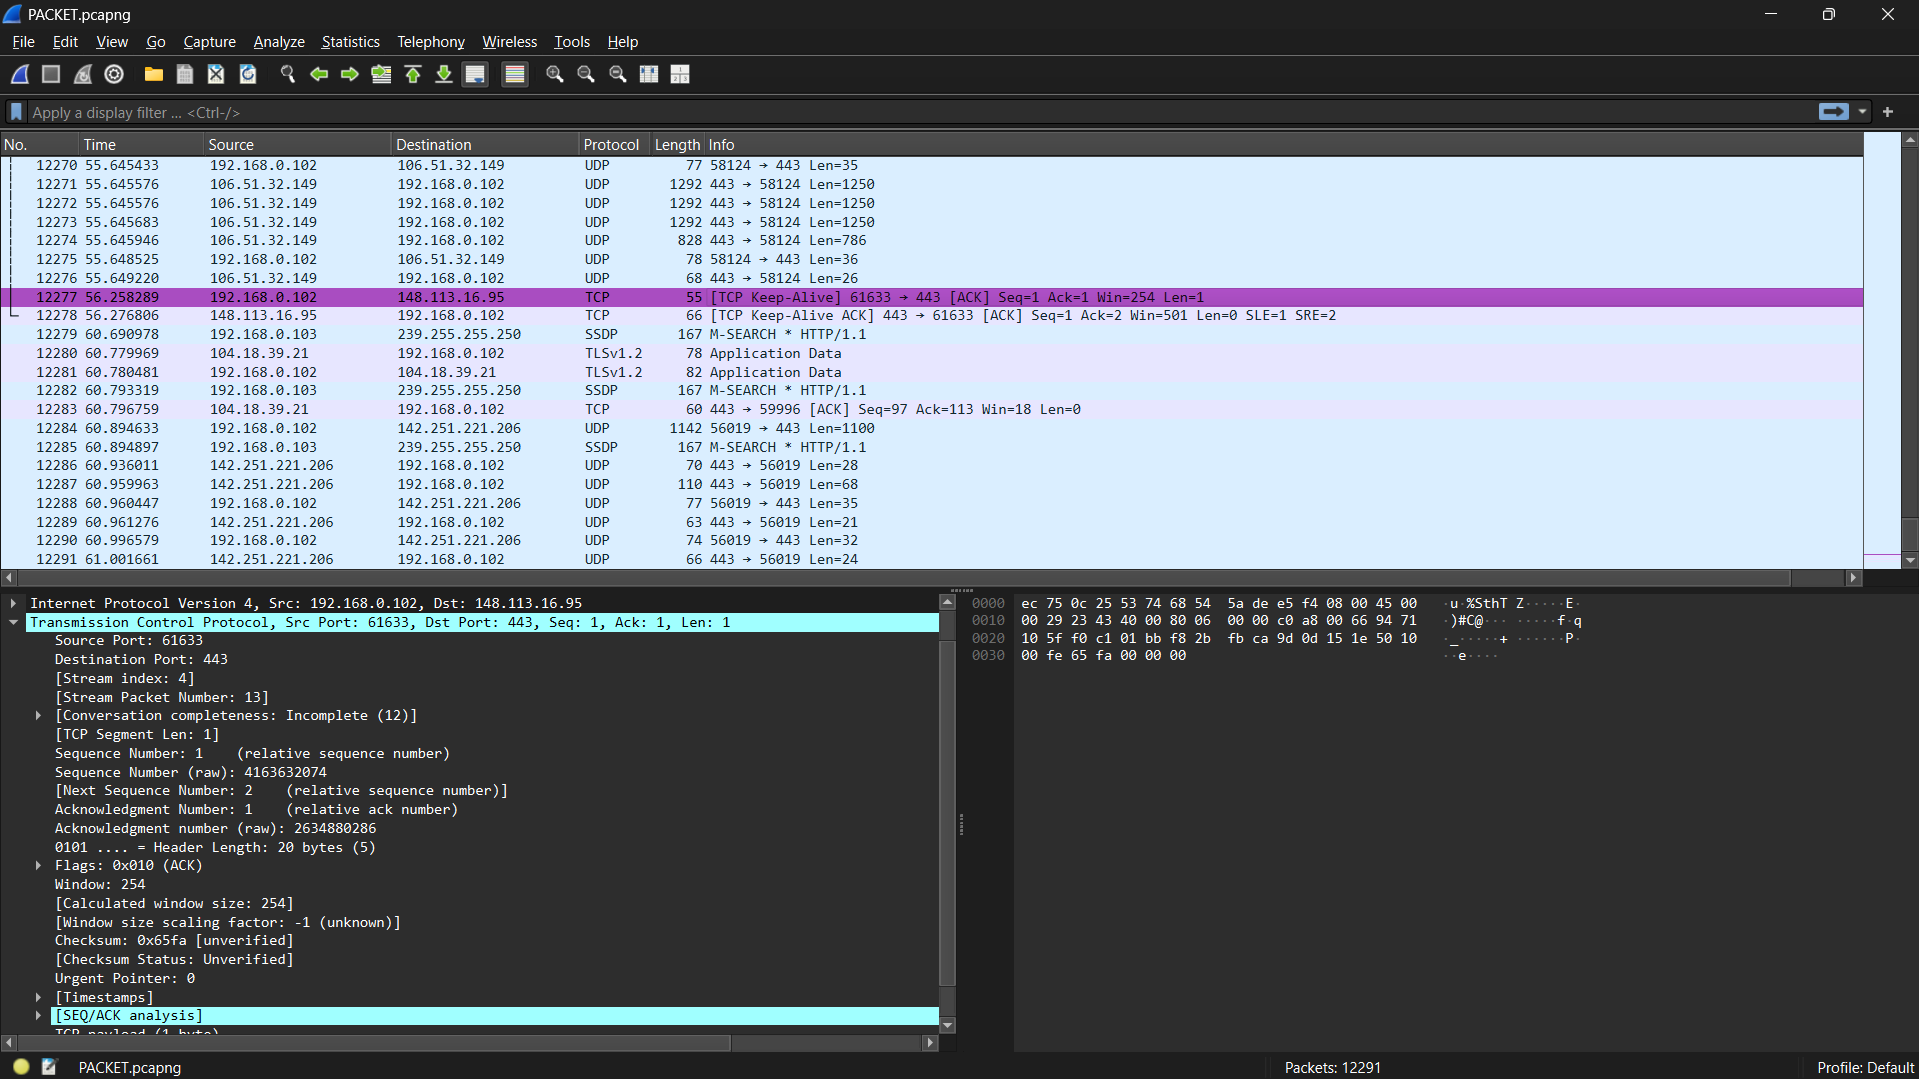 PACKET.pcapng
File Edit View Go Capture Analyze Statistics Telephony Wireless Tools Help
Apply a display filter ... <Ctrl-/>
No. Time Source Destination Protocol Length Info
12270 55.645433 192.168.0.102 106.51.32.149 UDP 77 58124 → 443 Len=35
12271 55.645576 106.51.32.149 192.168.0.102 UDP 1292 443 → 58124 Len=1250
12272 55.645576 106.51.32.149 192.168.0.102 UDP 1292 443 → 58124 Len=1250
12273 55.645683 106.51.32.149 192.168.0.102 UDP 1292 443 → 58124 Len=1250
12274 55.645946 106.51.32.149 192.168.0.102 UDP 828 443 → 58124 Len=786
12275 55.648525 192.168.0.102 106.51.32.149 UDP 78 58124 → 443 Len=36
12276 55.649220 106.51.32.149 192.168.0.102 UDP 68 443 → 58124 Len=26
12277 56.258289 192.168.0.102 148.113.16.95 TCP 55 [TCP Keep-Alive] 61633 → 443 [ACK] Seq=1 Ack=1 Win=254 Len=1
12278 56.276806 148.113.16.95 192.168.0.102 TCP 66 [TCP Keep-Alive ACK] 443 → 61633 [ACK] Seq=1 Ack=2 Win=501 Len=0 SLE=1 SRE=2
12279 60.690978 192.168.0.103 239.255.255.250 SSDP 167 M-SEARCH * HTTP/1.1
12280 60.779969 104.18.39.21 192.168.0.102 TLSv1.2 78 Application Data
12281 60.780481 192.168.0.102 104.18.39.21 TLSv1.2 82 Application Data
12282 60.793319 192.168.0.103 239.255.255.250 SSDP 167 M-SEARCH * HTTP/1.1
12283 60.796759 104.18.39.21 192.168.0.102 TCP 60 443 → 59996 [ACK] Seq=97 Ack=113 Win=18 Len=0
12284 60.894633 192.168.0.102 142.251.221.206 UDP 1142 56019 → 443 Len=1100
12285 60.894897 192.168.0.103 239.255.255.250 SSDP 167 M-SEARCH * HTTP/1.1
12286 60.936011 142.251.221.206 192.168.0.102 UDP 70 443 → 56019 Len=28
12287 60.959963 142.251.221.206 192.168.0.102 UDP 110 443 → 56019 Len=68
12288 60.960447 192.168.0.102 142.251.221.206 UDP 77 56019 → 443 Len=35
12289 60.961276 142.251.221.206 192.168.0.102 UDP 63 443 → 56019 Len=21
12290 60.996579 192.168.0.102 142.251.221.206 UDP 74 56019 → 443 Len=32
12291 61.001661 142.251.221.206 192.168.0.102 UDP 66 443 → 56019 Len=24
Internet Protocol Version 4, Src: 192.168.0.102, Dst: 148.113.16.95
Transmission Control Protocol, Src Port: 61633, Dst Port: 443, Seq: 1, Ack: 1, Len: 1
Source Port: 61633
Destination Port: 443
[Stream index: 4]
[Stream Packet Number: 13]
[Conversation completeness: Incomplete (12)]
[TCP Segment Len: 1]
Sequence Number: 1 (relative sequence number)
Sequence Number (raw): 4163632074
[Next Sequence Number: 2 (relative sequence number)]
Acknowledgment Number: 1 (relative ack number)
Acknowledgment number (raw): 2634880286
0101 .... = Header Length: 20 bytes (5)
Flags: 0x010 (ACK)
Window: 254
[Calculated window size: 254]
[Window size scaling factor: -1 (unknown)]
Checksum: 0x65fa [unverified]
[Checksum Status: Unverified]
Urgent Pointer: 0
[Timestamps]
[SEQ/ACK analysis]
TCP payload (1 byte)
0000 ec 75 0c 25 53 74 68 54 5a de e5 f4 08 00 45 00 ·u·%SthT Z·····E·
0010 00 29 23 43 40 00 80 06 00 00 c0 a8 00 66 94 71 ·)#C@··· ·····f·q
0020 10 5f f0 c1 01 bb f8 2b fb ca 9d 0d 15 1e 50 10 ·_·····+ ······P·
0030 00 fe 65 fa 00 00 00 ··e····
PACKET.pcapng
Packets: 12291
Profile: Default